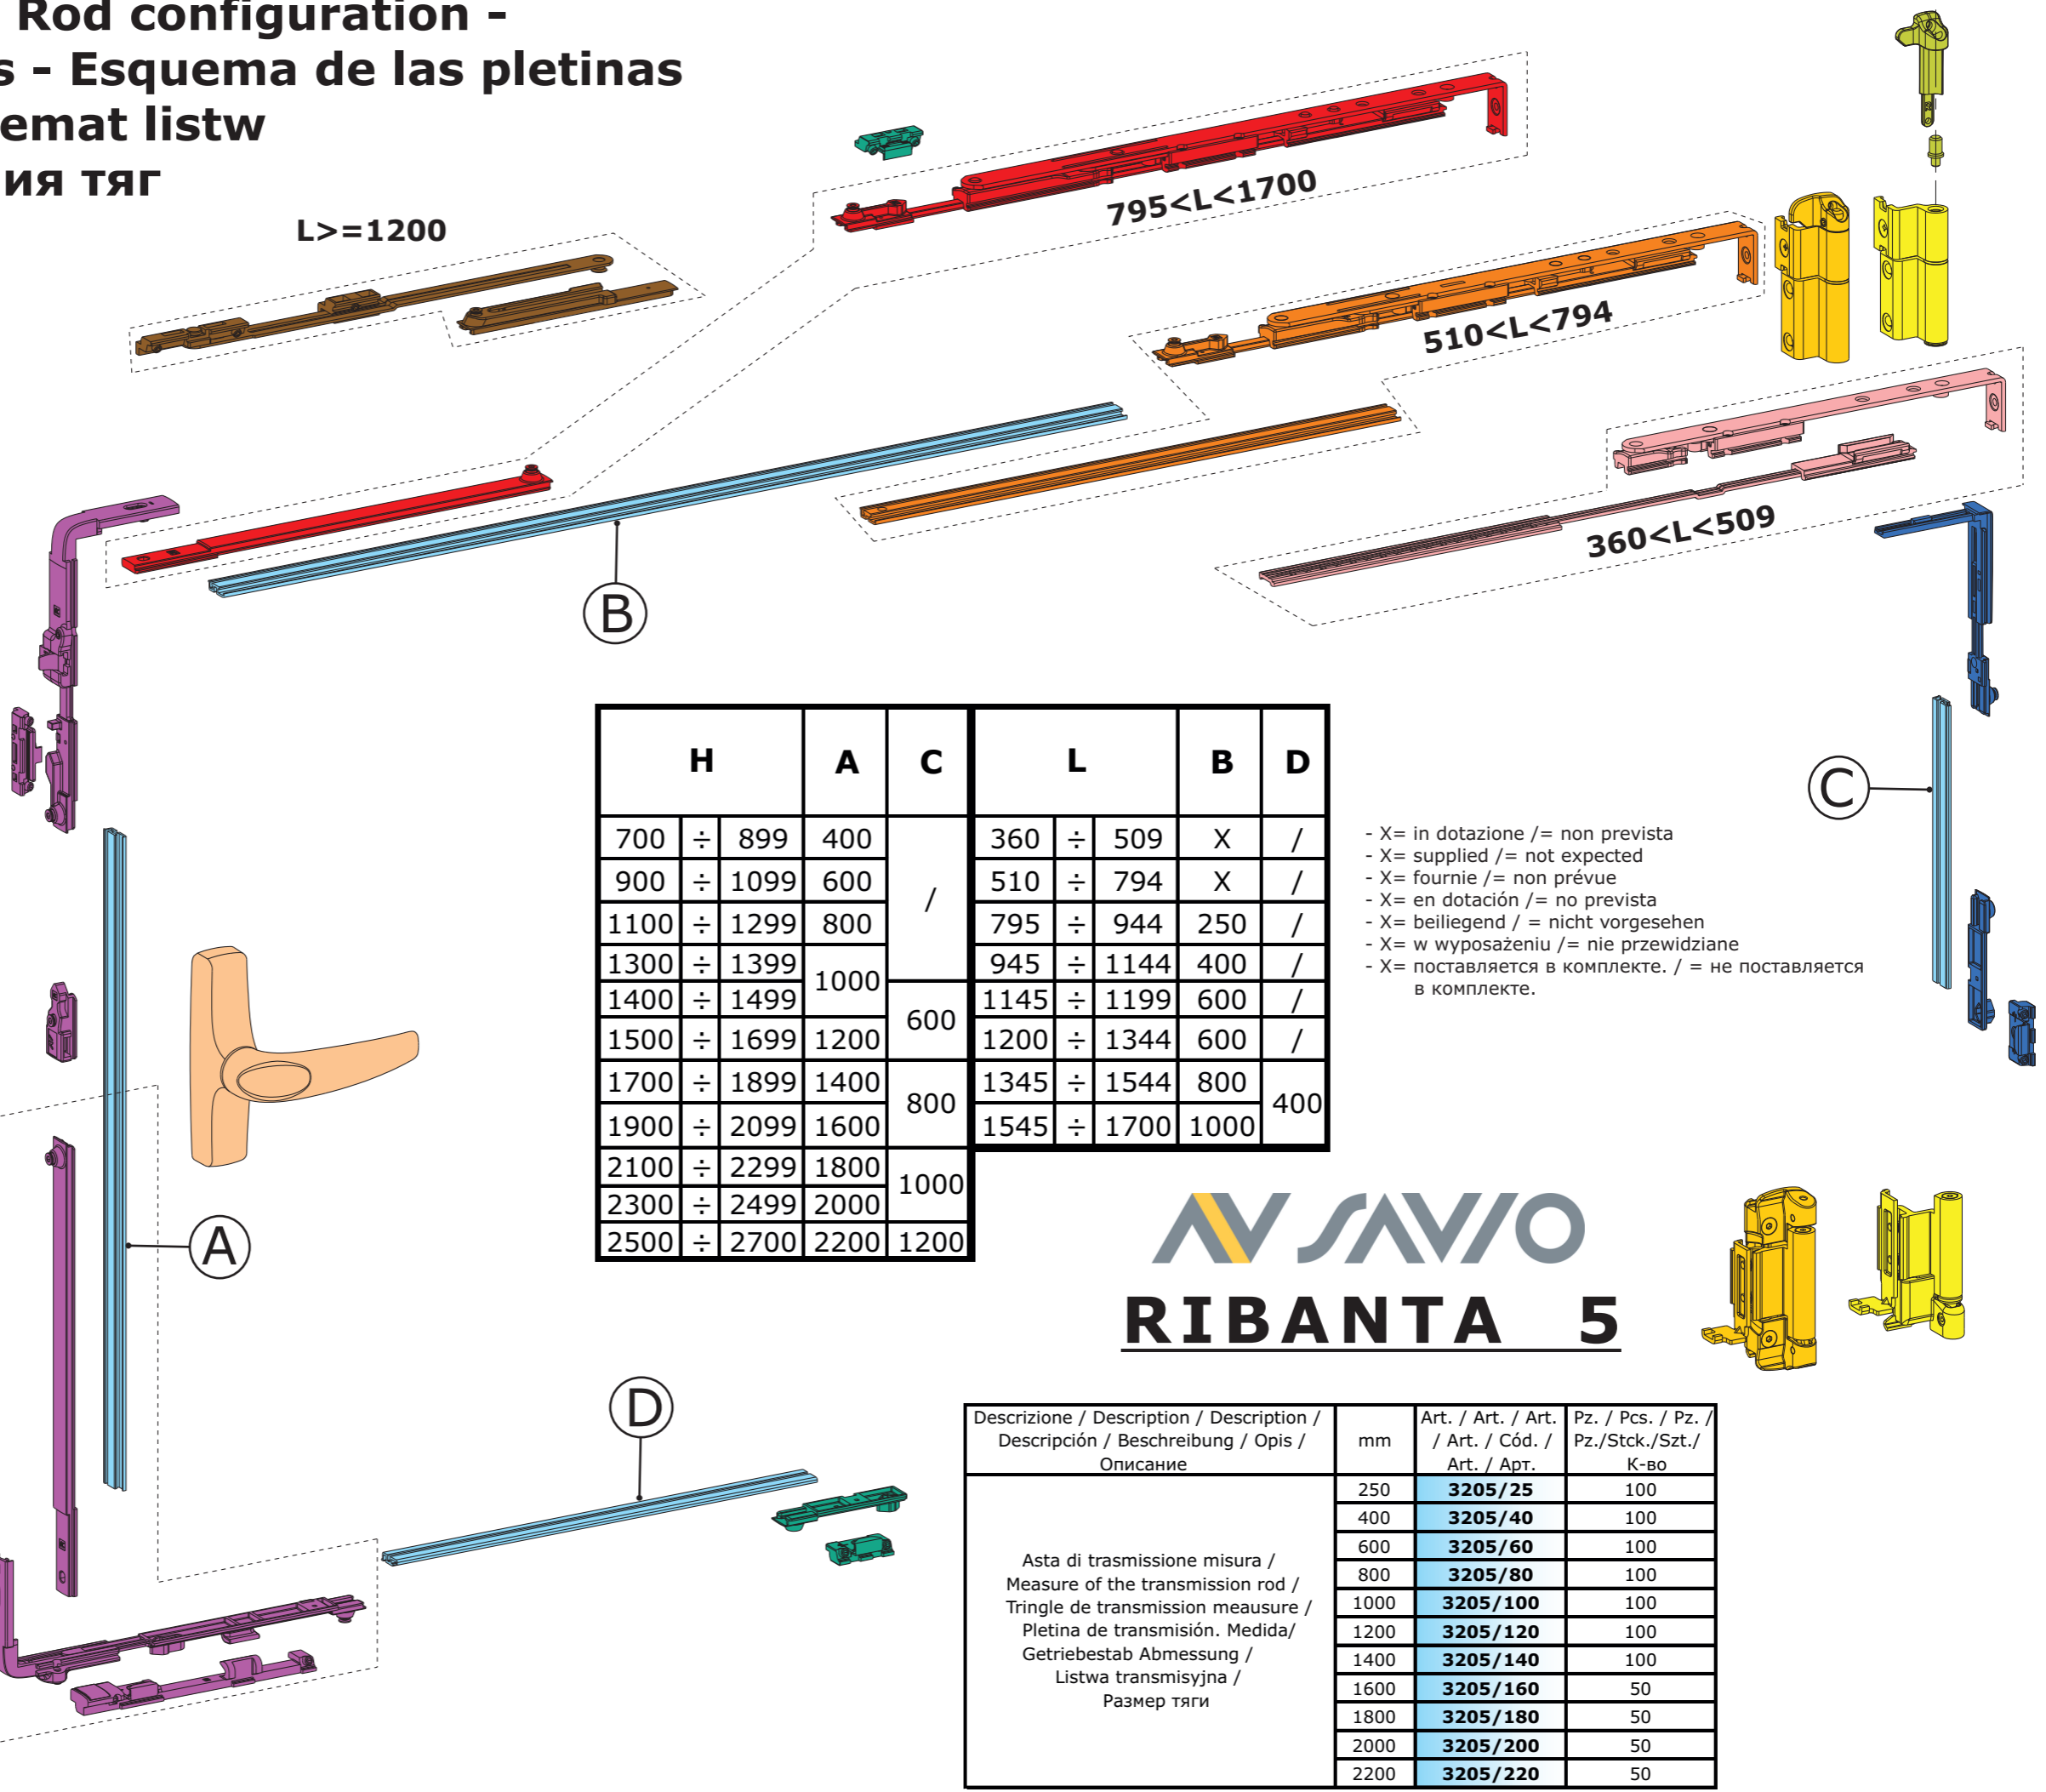 Rod configuration -
s - Esquema de las pletinas
emat listw
ия тяг
L>=1200
795<L<1700
510<L<794
360<L<509
B
C
A
D
H A C L B D
700 ÷ 899 400 / 360 ÷ 509 X /
900 ÷ 1099 600 510 ÷ 794 X /
1100 ÷ 1299 800 795 ÷ 944 250 /
1300 ÷ 1399 1000 945 ÷ 1144 400 /
1400 ÷ 1499 600 1145 ÷ 1199 600 /
1500 ÷ 1699 1200 1200 ÷ 1344 600 /
1700 ÷ 1899 1400 800 1345 ÷ 1544 800 400
1900 ÷ 2099 1600 1545 ÷ 1700 1000
2100 ÷ 2299 1800 1000
2300 ÷ 2499 2000
2500 ÷ 2700 2200 1200
- X= in dotazione /= non prevista
- X= supplied /= not expected
- X= fournie /= non prévue
- X= en dotación /= no prevista
- X= beiliegend / = nicht vorgesehen
- X= w wyposażeniu /= nie przewidziane
- X= поставляется в комплекте. / = не поставляется
в комплекте.
SAVIO
RIBANTA 5
Descrizione / Description / Description /
Descripción / Beschreibung / Opis /
Описание
mm
Art. / Art. / Art.
/ Art. / Cód. /
Art. / Арт.
Pz. / Pcs. / Pz. /
Pz./Stck./Szt./
К-во
Asta di trasmissione misura /
Measure of the transmission rod /
Tringle de transmission meausure /
Pletina de transmisión. Medida/
Getriebestab Abmessung /
Listwa transmisyjna /
Размер тяги
250 3205/25 100
400 3205/40 100
600 3205/60 100
800 3205/80 100
1000 3205/100 100
1200 3205/120 100
1400 3205/140 100
1600 3205/160 50
1800 3205/180 50
2000 3205/200 50
2200 3205/220 50